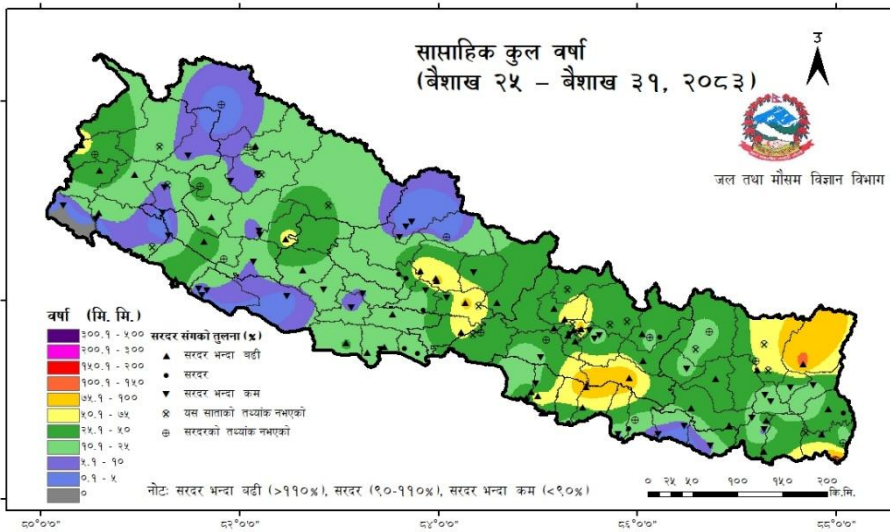 साप्ताहिक कुल वर्षा
(बैशाख २५ – बैशाख ३१, २०८३)
उ
जल तथा मौसम विज्ञान विभाग
वर्षा (मि. मि.)
३००.१ - ५००
२००.१ - ३००
१५०.१ - २००
१००.१ - १५०
७५.१ - १००
५०.१ - ७५
२५.१ - ५०
१०.१ - २५
५.१ - १०
०.१ - ५
०
सरदर संगको तुलना (%)
सरदर भन्दा बढी
सरदर
सरदर भन्दा कम
यस साताको तथ्यांक नभएको
सरदरको तथ्यांक नभएको
नोटः सरदर भन्दा बढी (>११०%), सरदर (९०-११०%), सरदर भन्दा कम (<९०%)
० २५ ५० १०० १५० २००
कि.मि.
८०°०'०" ८२°०'०" ८४°०'०" ८६°०'०" ८८°०'०"